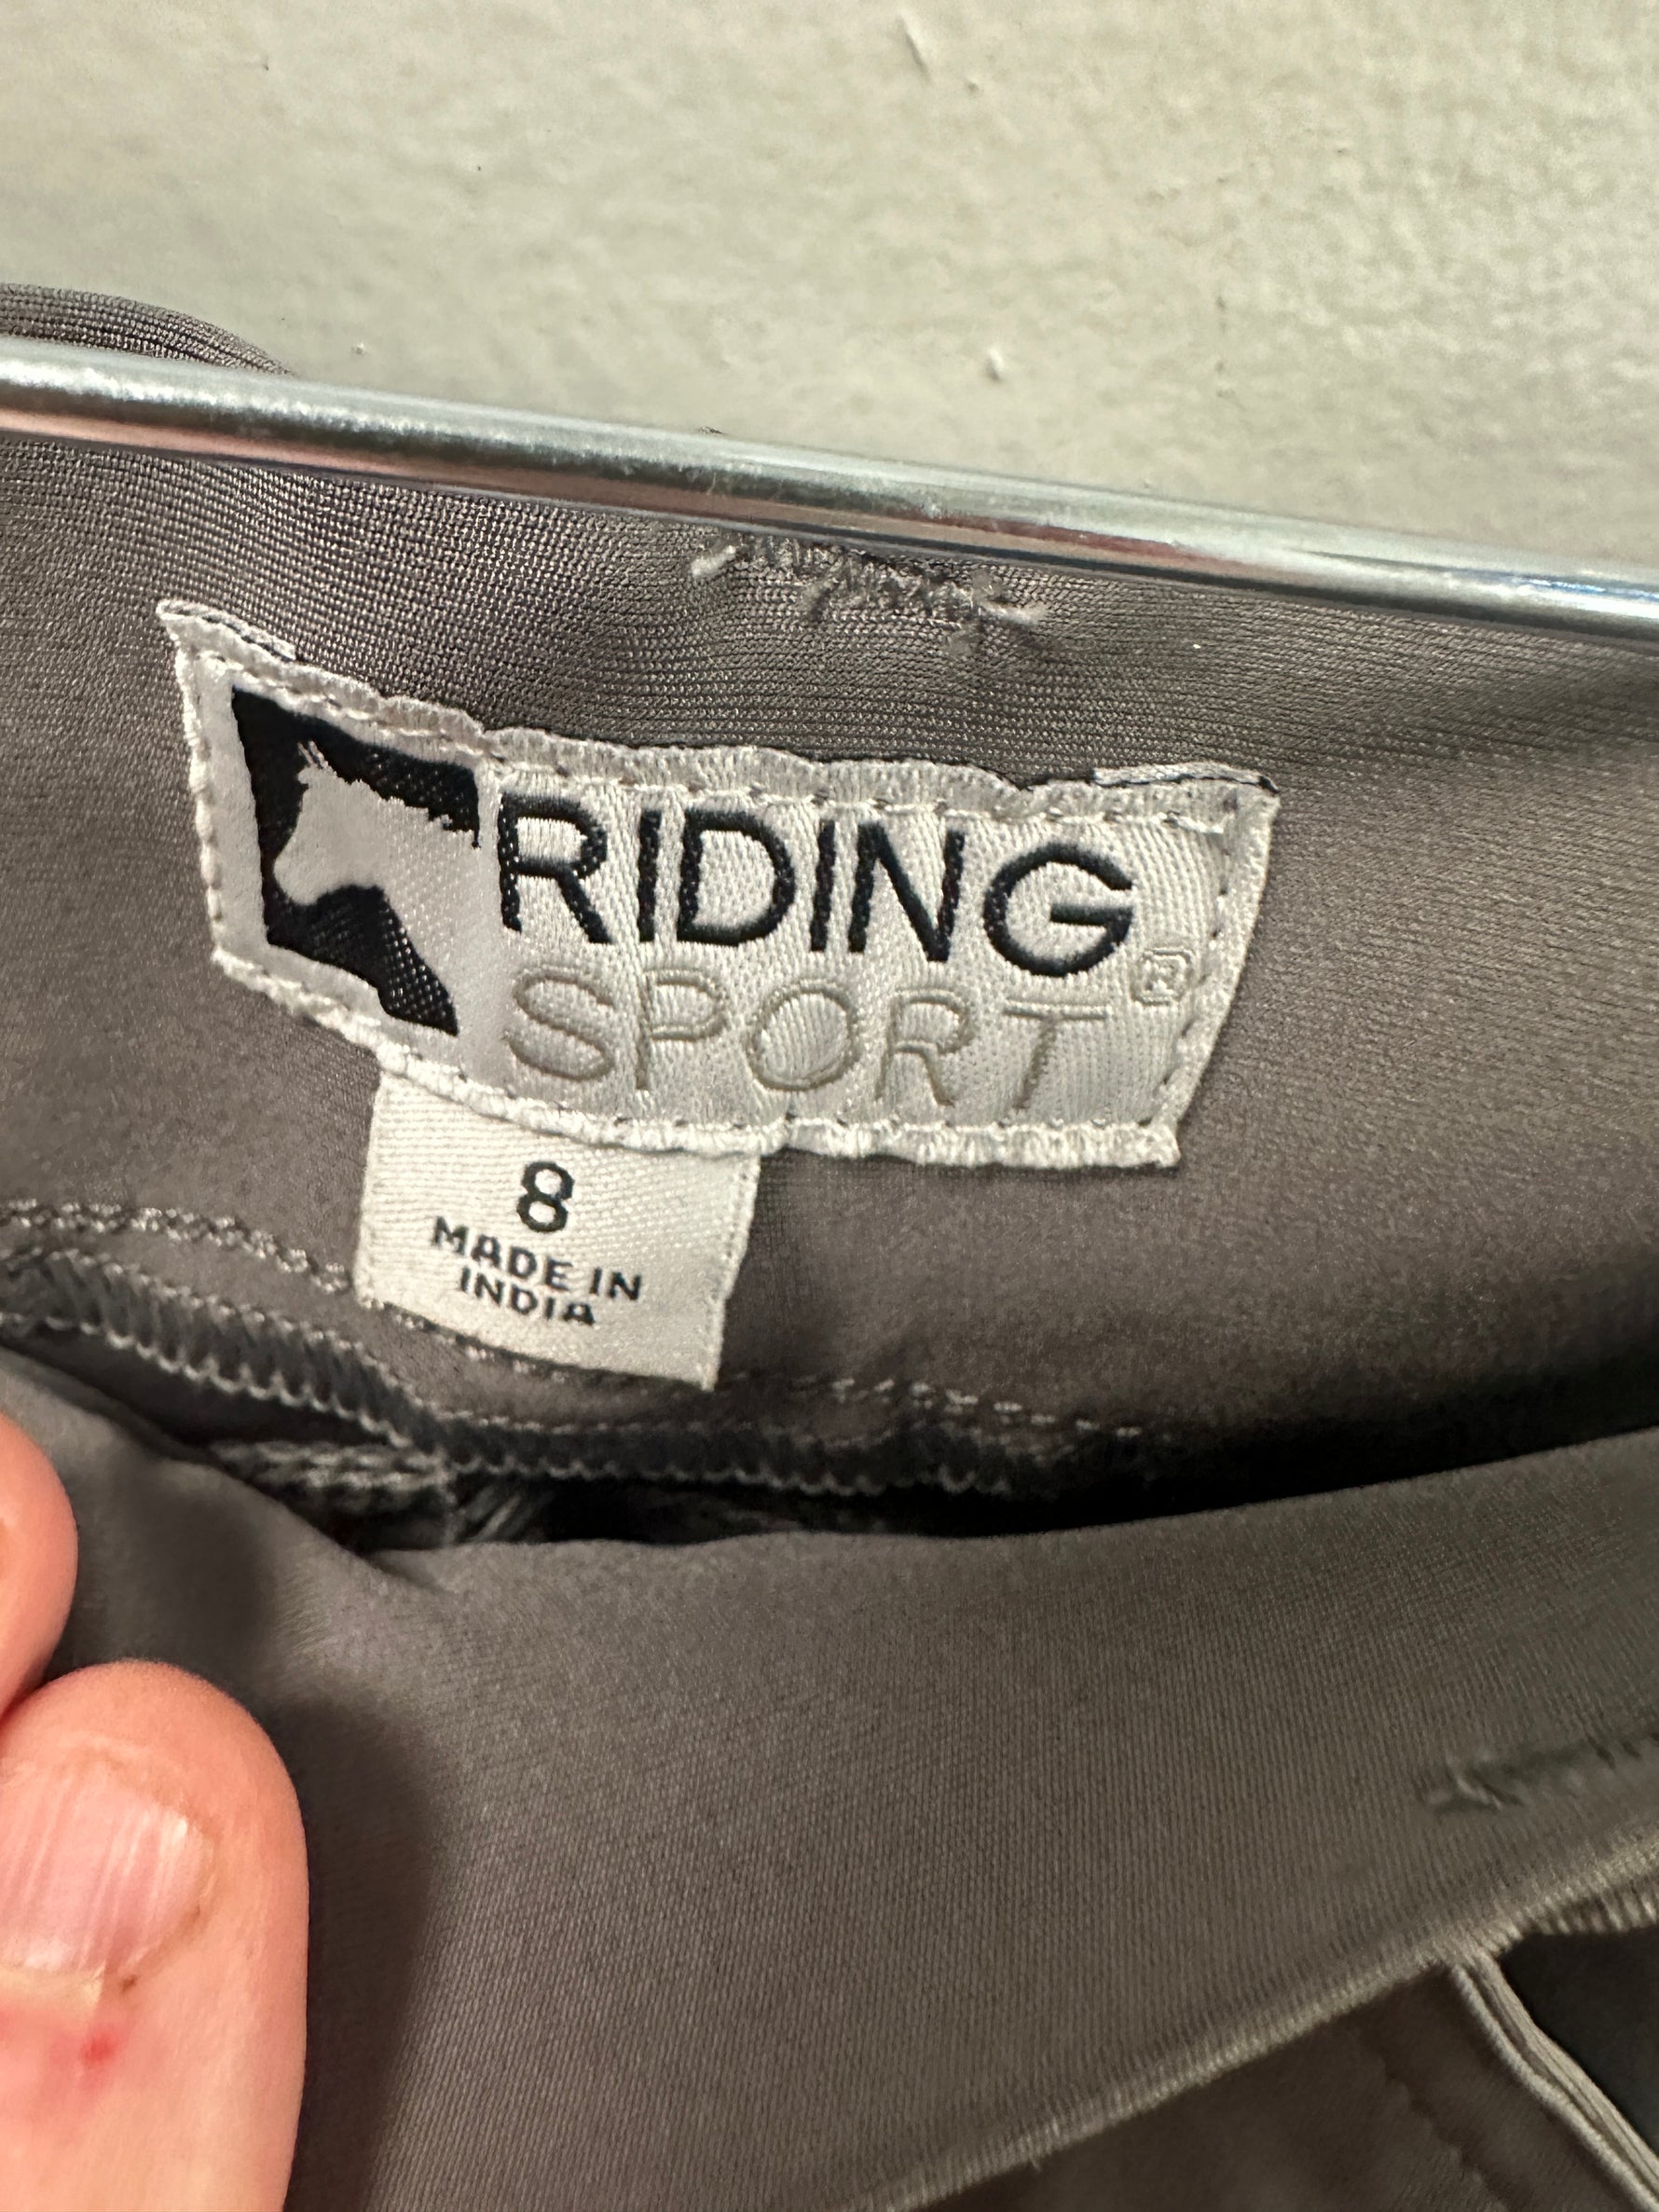 RIDING
SPORT®
8
MADE IN
INDIA